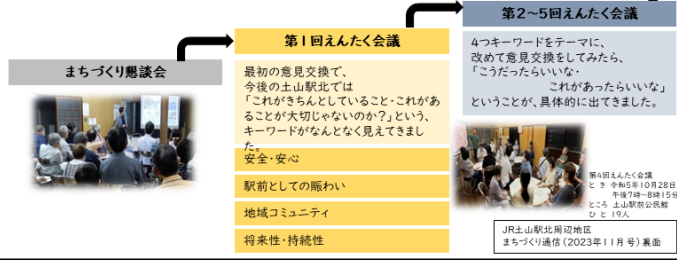 まちづくり懇談会
第1回えんたく会議
最初の意見交換で、
今後の土山駅北では
「これがきちんとしていること・これがあ
ることが大切じゃないのか?」という、
キーワードがなんとなく見えてきまし
た。
安全・安心
駅前としての賑わい
地域コミュニティ
将来性・持続性
第2～5回えんたく会議
4つキーワードをテーマに、
改めて意見交換をしてみたら、
「こうだったらいいな・
これがあったらいいな」
ということが、具体的に出てきました。
第4回えんたく会議
と き 令和5年10月28日
午後7時~8時15分
ところ 土山駅前公民館
ひ と 19人
JR土山駅北周辺地区
まちづくり通信(2023年11月号)裏面